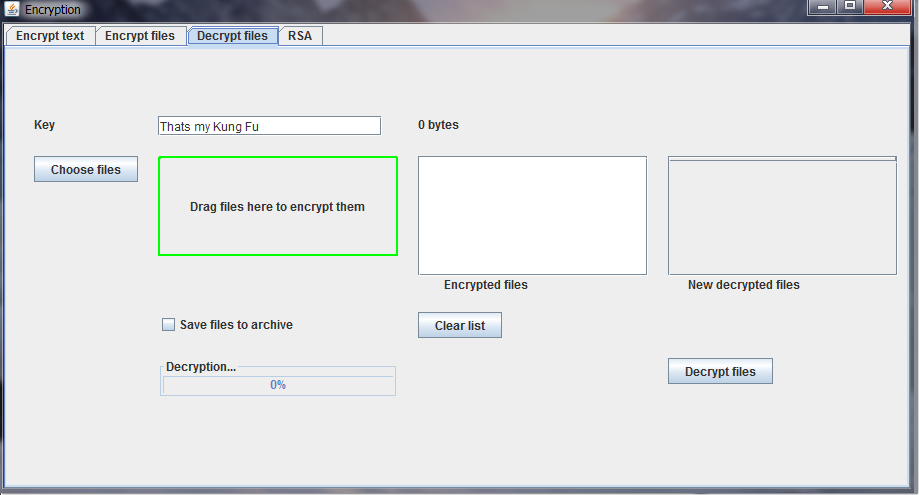 Encryption
Encrypt text Encrypt files Decrypt files RSA
Key Thats my Kung Fu 0 bytes
Choose files
Drag files here to encrypt them
Encrypted files New decrypted files
Save files to archive Clear list
Decryption...
Decrypt files
0%